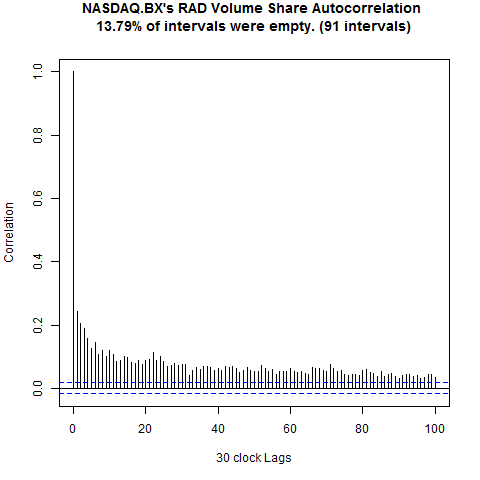 NASDAQ.BX's RAD Volume Share Autocorrelation
13.79% of intervals were empty. (91 intervals)
1.0
0.8
0.6
0.4
0.2
0.0
Correlation
0 20 40 60 80 100
30 clock Lags